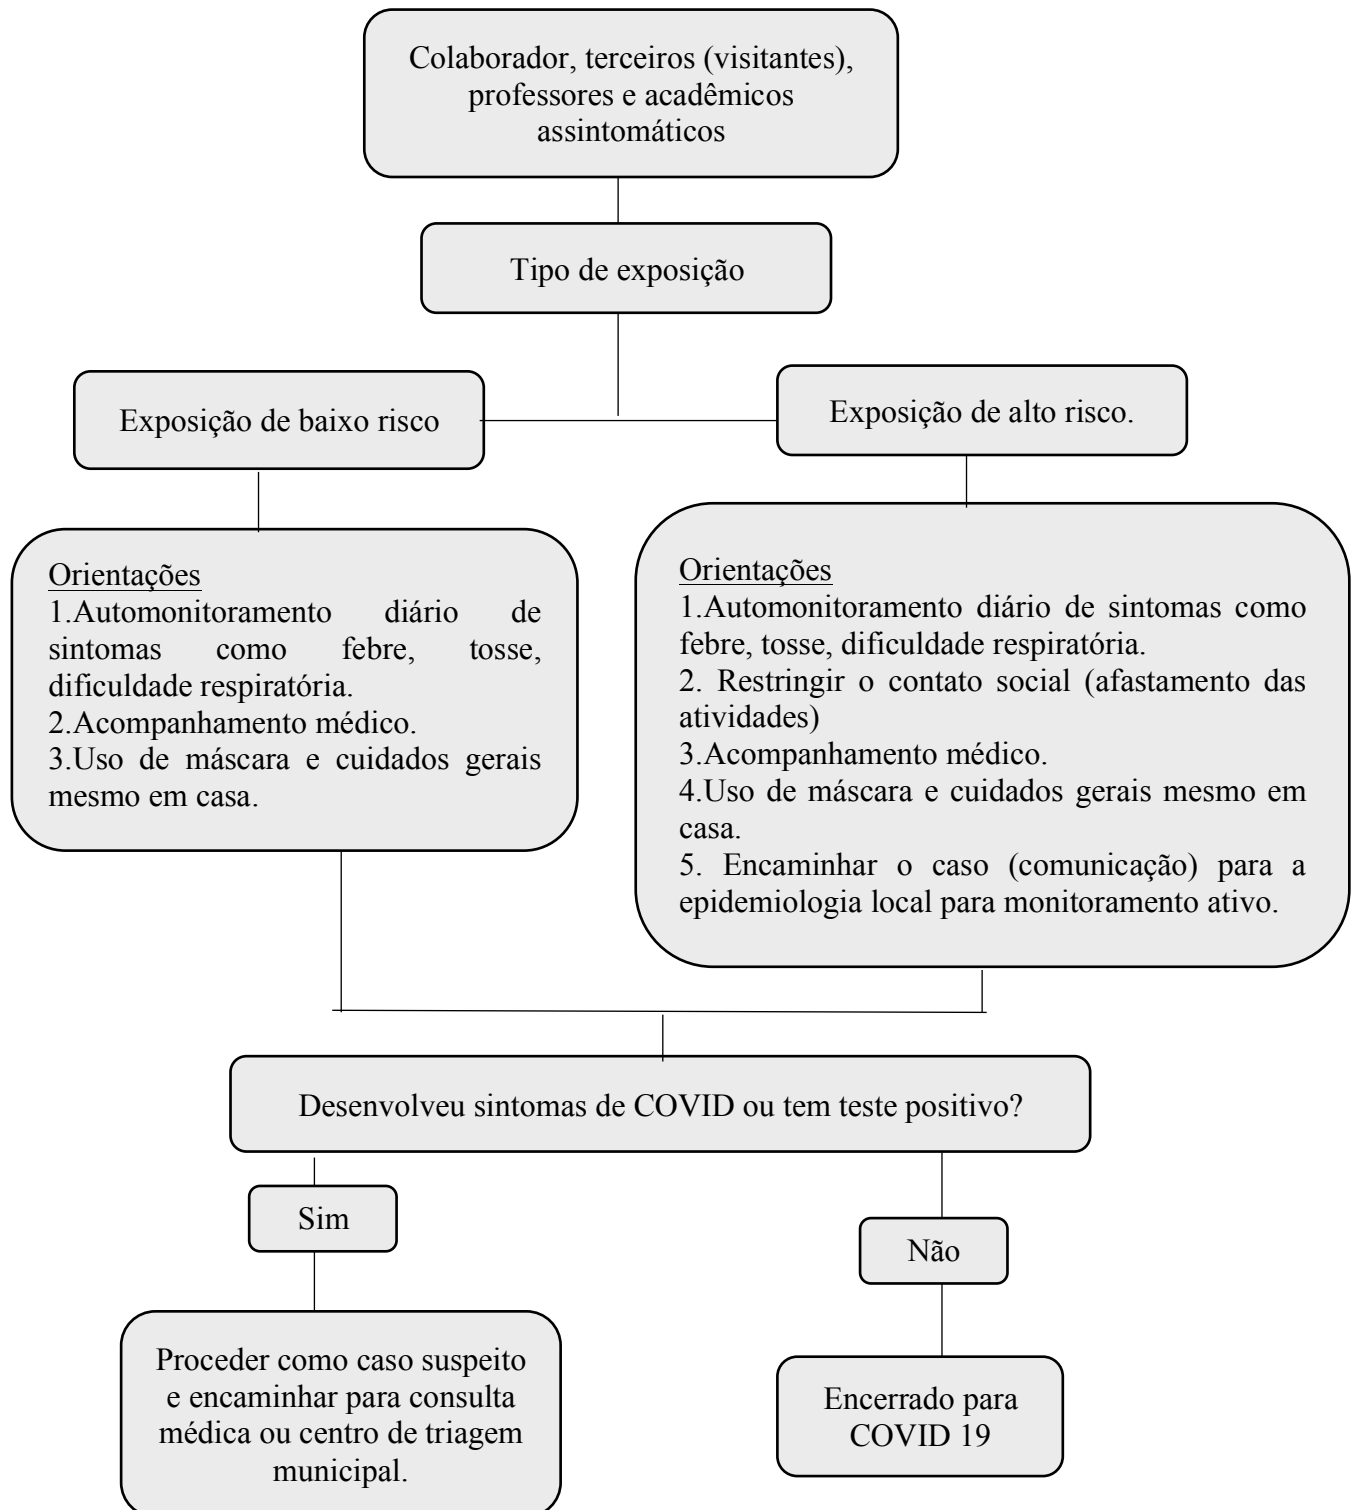 Colaborador, terceiros (visitantes),
professores e acadêmicos
assintomáticos
Tipo de exposição
Exposição de baixo risco
Exposição de alto risco.
Orientações
1.Automonitoramento diário de
sintomas como febre, tosse,
dificuldade respiratória.
2.Acompanhamento médico.
3.Uso de máscara e cuidados gerais
mesmo em casa.
Orientações
1.Automonitoramento diário de sintomas como
febre, tosse, dificuldade respiratória.
2. Restringir o contato social (afastamento das
atividades)
3.Acompanhamento médico.
4.Uso de máscara e cuidados gerais mesmo em
casa.
5. Encaminhar o caso (comunicação) para a
epidemiologia local para monitoramento ativo.
Desenvolveu sintomas de COVID ou tem teste positivo?
Sim
Não
Proceder como caso suspeito
e encaminhar para consulta
médica ou centro de triagem
municipal.
Encerrado para
COVID 19